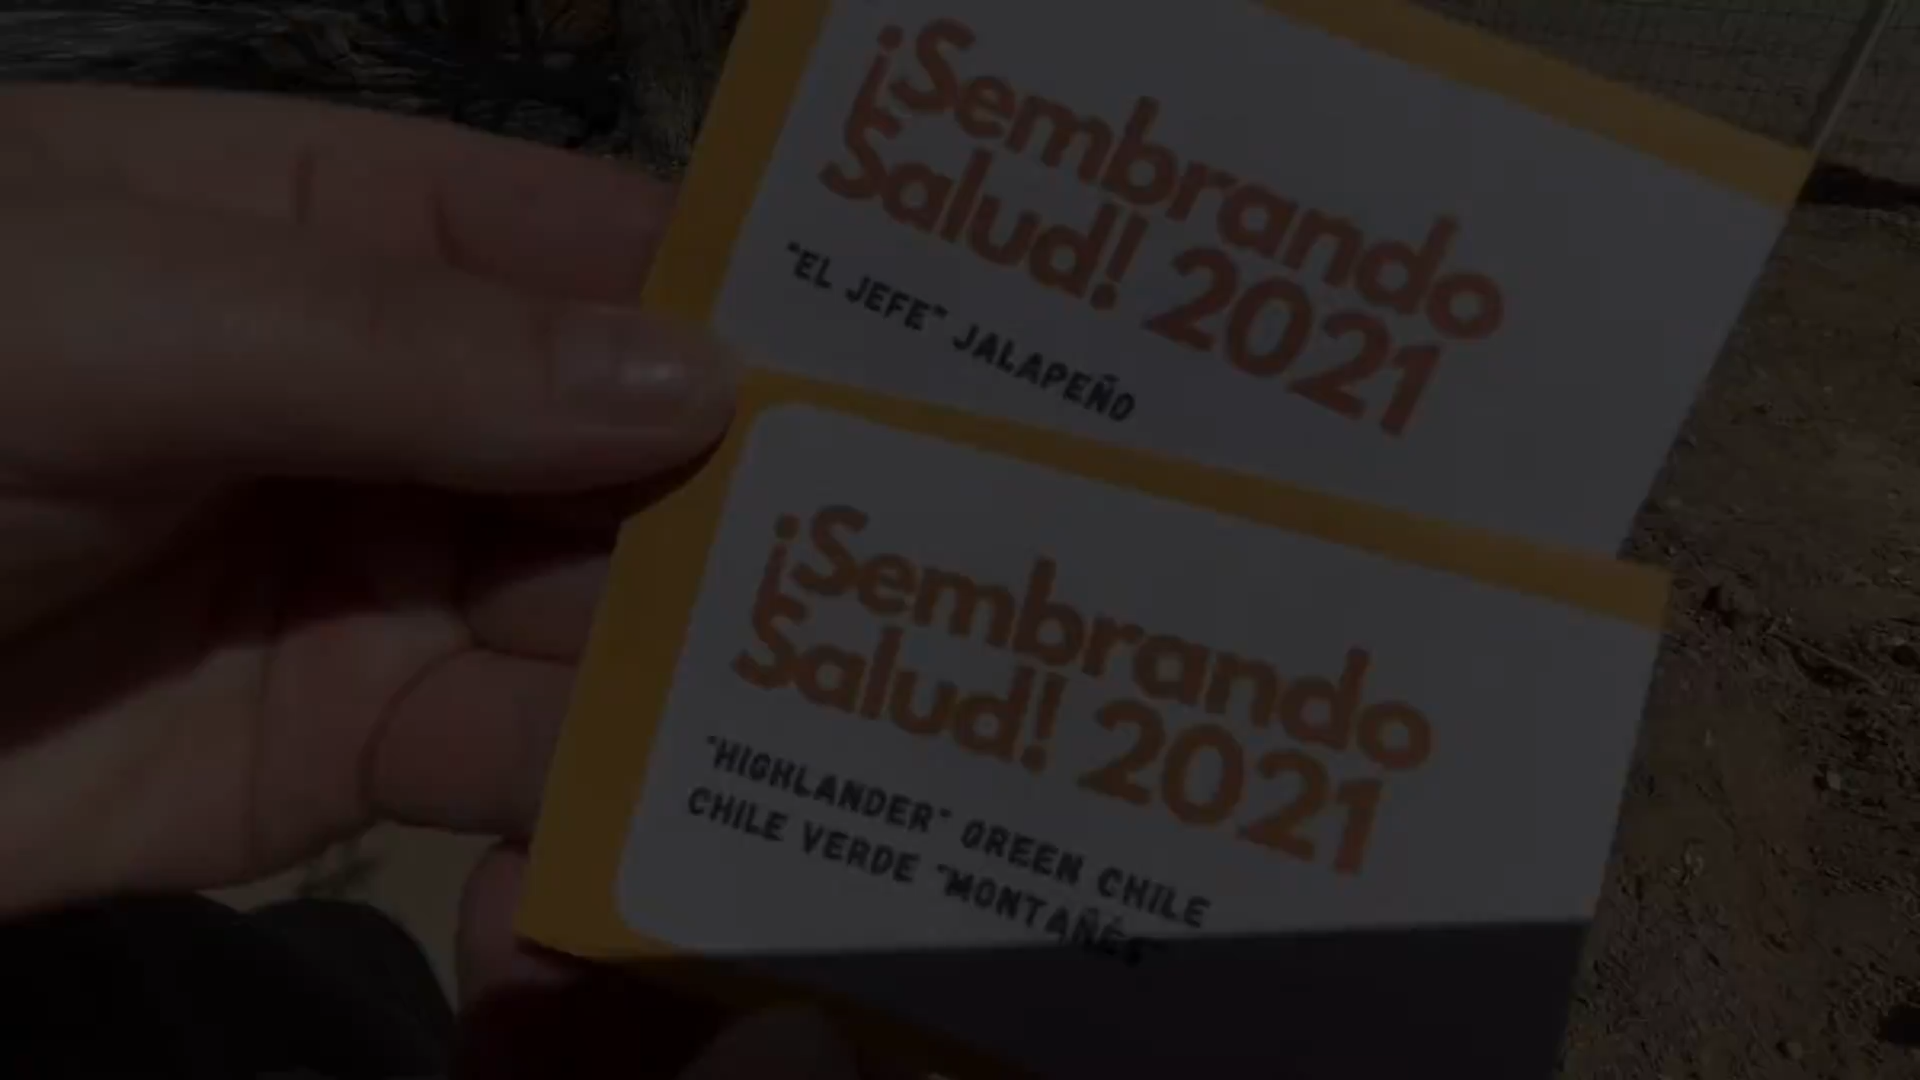 ¡Sembrando
Salud! 2021
"EL JEFE" JALAPEÑO
¡Sembrando
Salud! 2021
"HIGHLANDER" GREEN CHILE
CHILE VERDE "MONTAÑÉS"